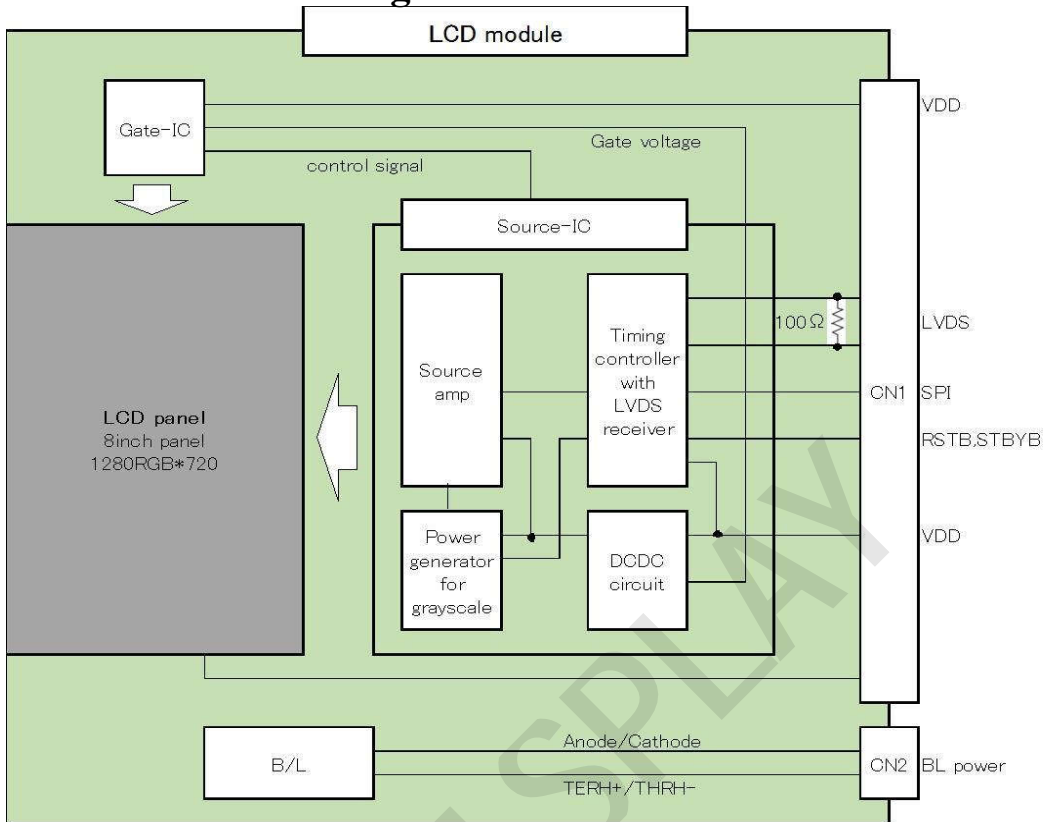 LCD module
Gate-IC
VDD
Gate voltage
control signal
Source-IC
100Ω
LVDS
Timing
controller
with
LVDS
receiver
Source
amp
CN1
SPI
RSTB,STBYB
LCD panel
8inch panel
1280RGB*720
Power
generator
for
grayscale
DCDC
circuit
VDD
B/L
Anode/Cathode
TERH+/THRH-
CN2
BL power
SPLAY